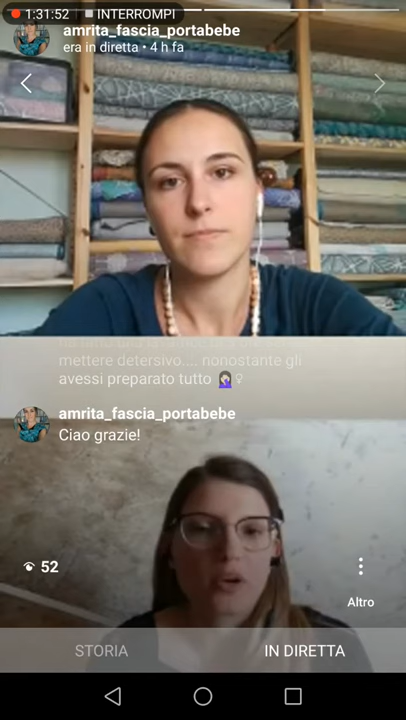 1:31:52 INTERROMPI
amrita_fascia_portabebe
era in diretta • 4 h fa
mettere detersivo.... nonostante gli
avessi preparato tutto 🤦🏻‍♀
amrita_fascia_portabebe
Ciao grazie!
52
Altro
STORIA IN DIRETTA